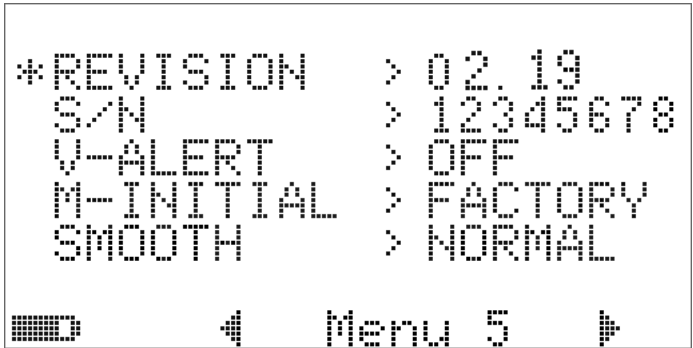 *REVISION > 02.19
S/N > 12345678
V-ALERT > OFF
M-INITIAL > FACTORY
SMOOTH > NORMAL
◀ Menu 5 ▶